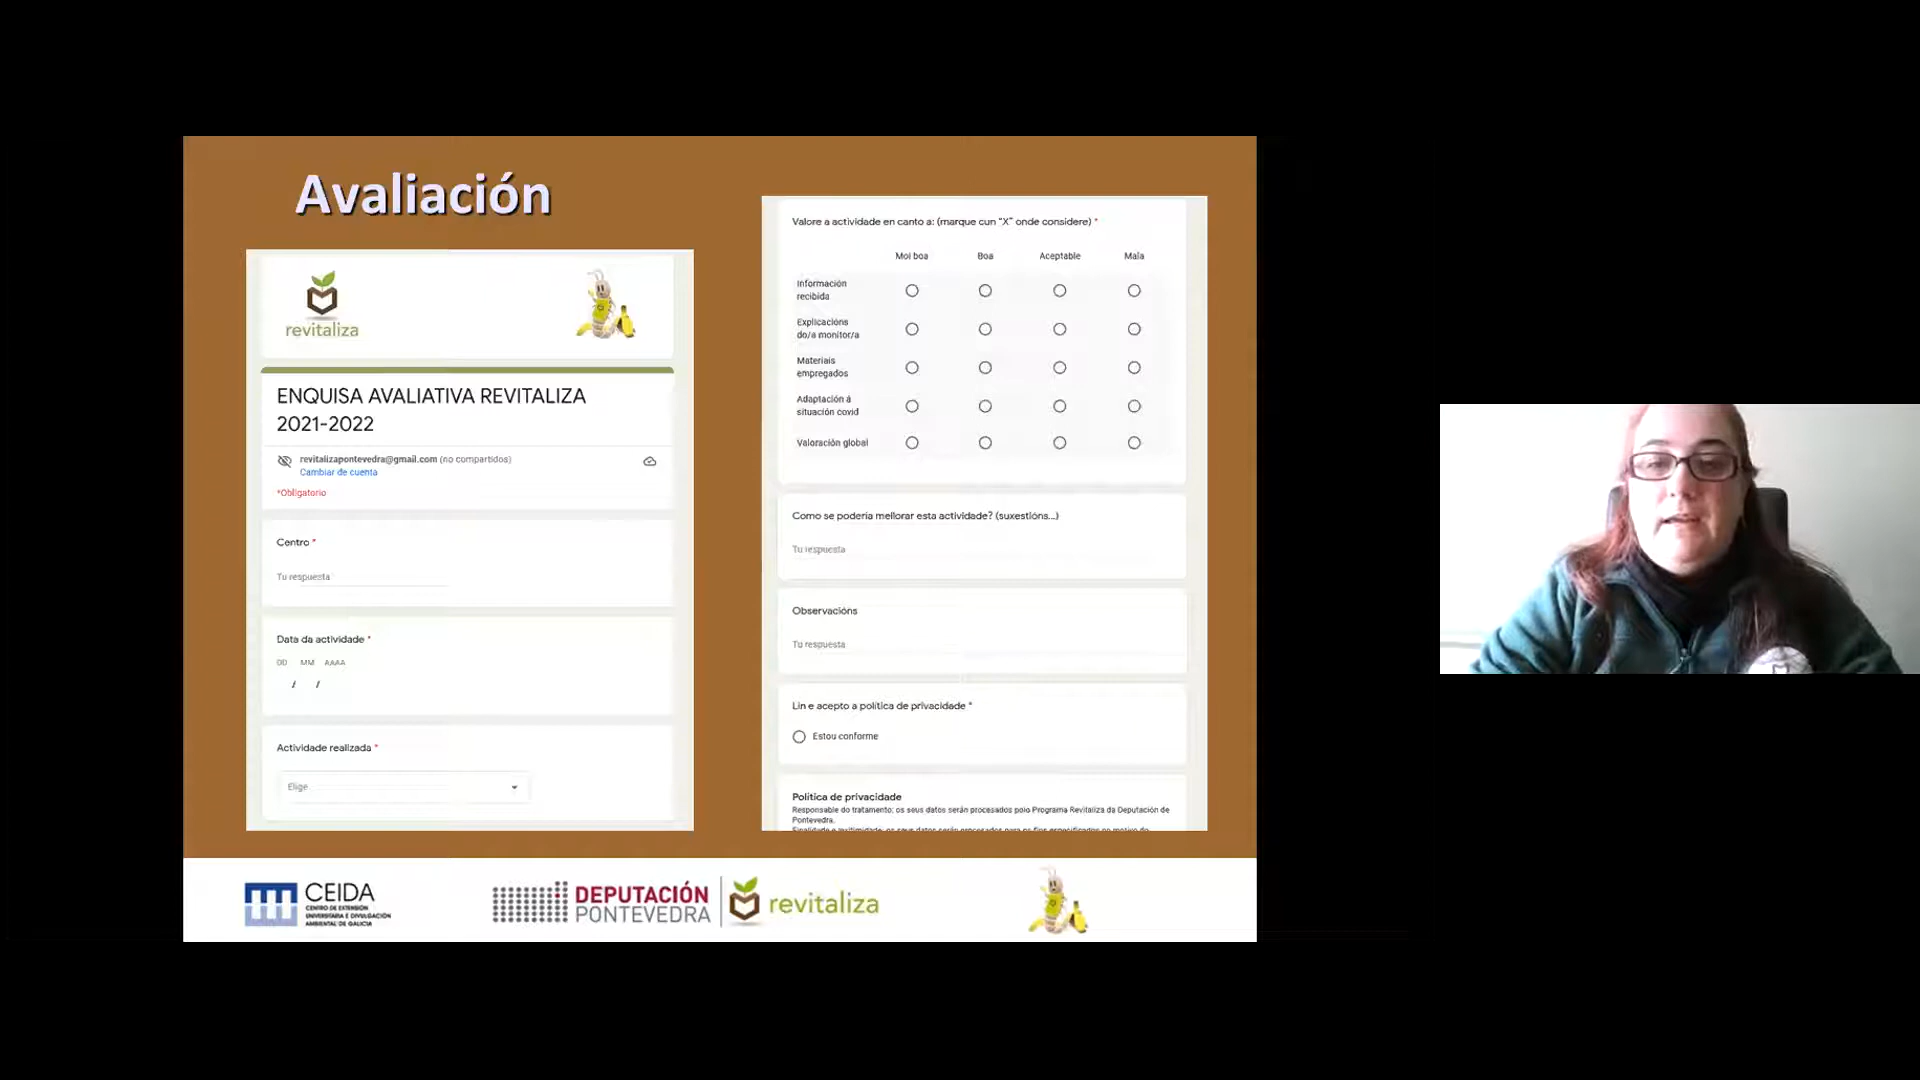 Avaliación
revitaliza
ENQUISA AVALIATIVA REVITALIZA
2021-2022
revitalizapontevedra@gmail.com (no compartidos)
Cambiar de cuenta
*Obligatorio
Centro *
Tu respuesta
Data da actividade *
DD MM AAAA
/ /
Actividade realizada *
Elige
Valore a actividade en canto a: (marque cun "X" onde considere) *
Moi boa Boa Aceptable Mala
Información
recibida
Explicacións
do/a monitor/a
Materiais
empregados
Adaptación á
situación covid
Valoración global
Como se podería mellorar esta actividade? (suxestións...)
Tu respuesta
Observacións
Tu respuesta
Lin e acepto a política de privacidade *
Estou conforme
Política de privacidade
Responsable do tratamento: os seus datos serán procesados polo Programa Revitaliza da Deputación de
Pontevedra.
CEIDA
CENTRO DE EXTENSIÓN
UNIVERSITARIA E DIVULGACIÓN
AMBIENTAL DE GALICIA
DEPUTACIÓN
PONTEVEDRA
revitaliza